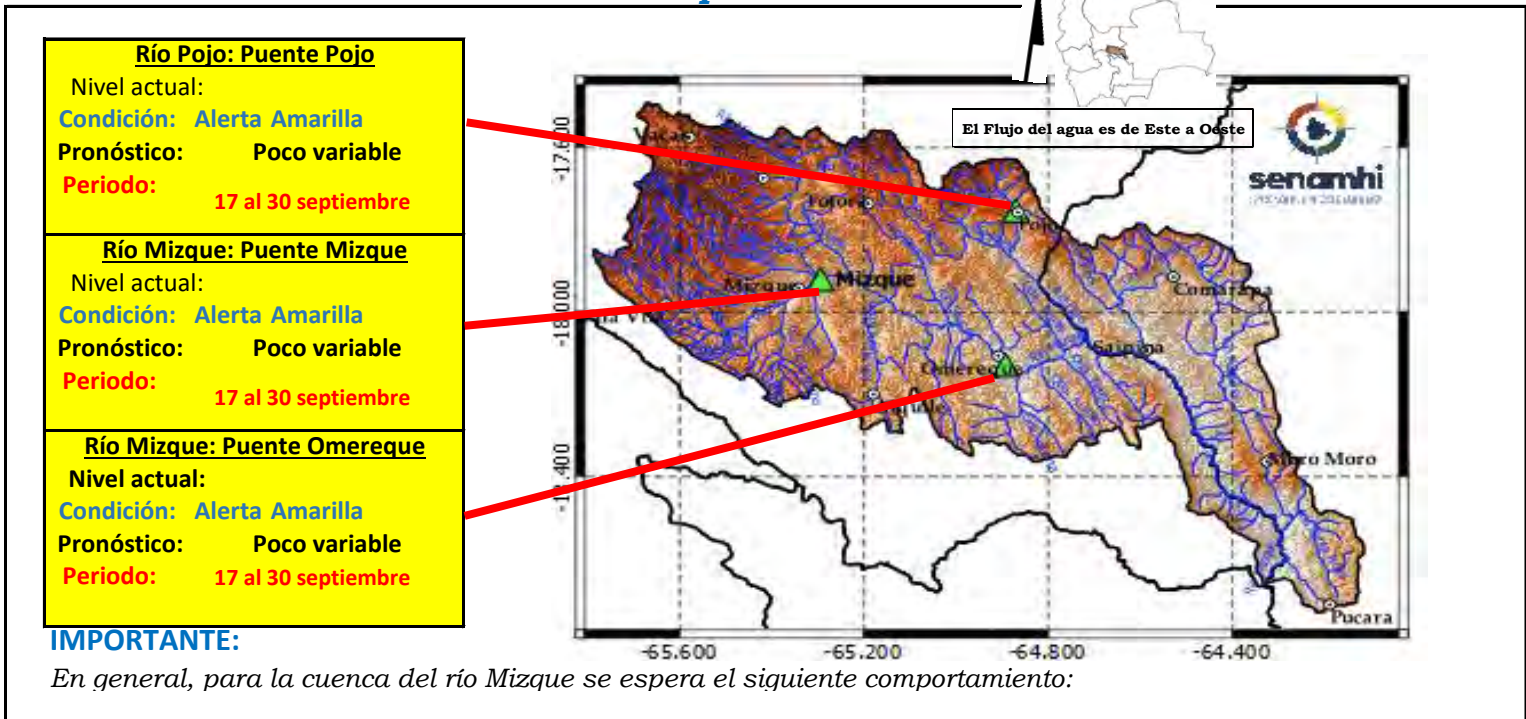 Río Pojo: Puente Pojo
Nivel actual:
Condición: Alerta Amarilla
Pronóstico: Poco variable
Periodo:
17 al 30 septiembre
Río Mizque: Puente Mizque
Nivel actual:
Condición: Alerta Amarilla
Pronóstico: Poco variable
Periodo:
17 al 30 septiembre
Río Mizque: Puente Omereque
Nivel actual:
Condición: Alerta Amarilla
Pronóstico: Poco variable
Periodo: 17 al 30 septiembre
El Flujo del agua es de Este a Oeste
senamhi
-17.600
Pojo
Mizque Mizque
Comarapa
-18.000
Saipina
Omereque
Moro Moro
Pucara
-65.600 -65.200 -64.800 -64.400
IMPORTANTE:
En general, para la cuenca del río Mizque se espera el siguiente comportamiento: